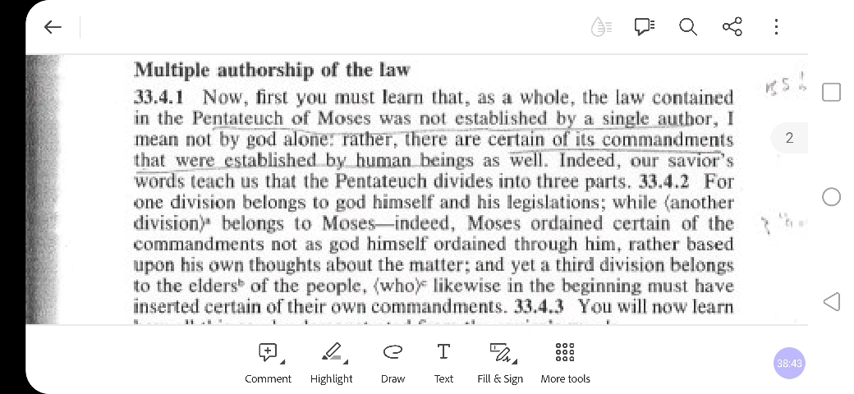 Multiple authorship of the law
33.4.1 Now, first you must learn that, as a whole, the law contained
in the Pentateuch of Moses was not established by a single author, I
mean not by god alone: rather, there are certain of its commandments
that were established by human beings as well. Indeed, our savior's
words teach us that the Pentateuch divides into three parts. 33.4.2 For
one division belongs to god himself and his legislations; while ⟨another
division⟩ᵃ belongs to Moses—indeed, Moses ordained certain of the
commandments not as god himself ordained through him, rather based
upon his own thoughts about the matter; and yet a third division belongs
to the eldersᵇ of the people, ⟨who⟩ᶜ likewise in the beginning must have
inserted certain of their own commandments. 33.4.3 You will now learn
2
Comment
Highlight
Draw
Text
Fill & Sign
More tools
38:43